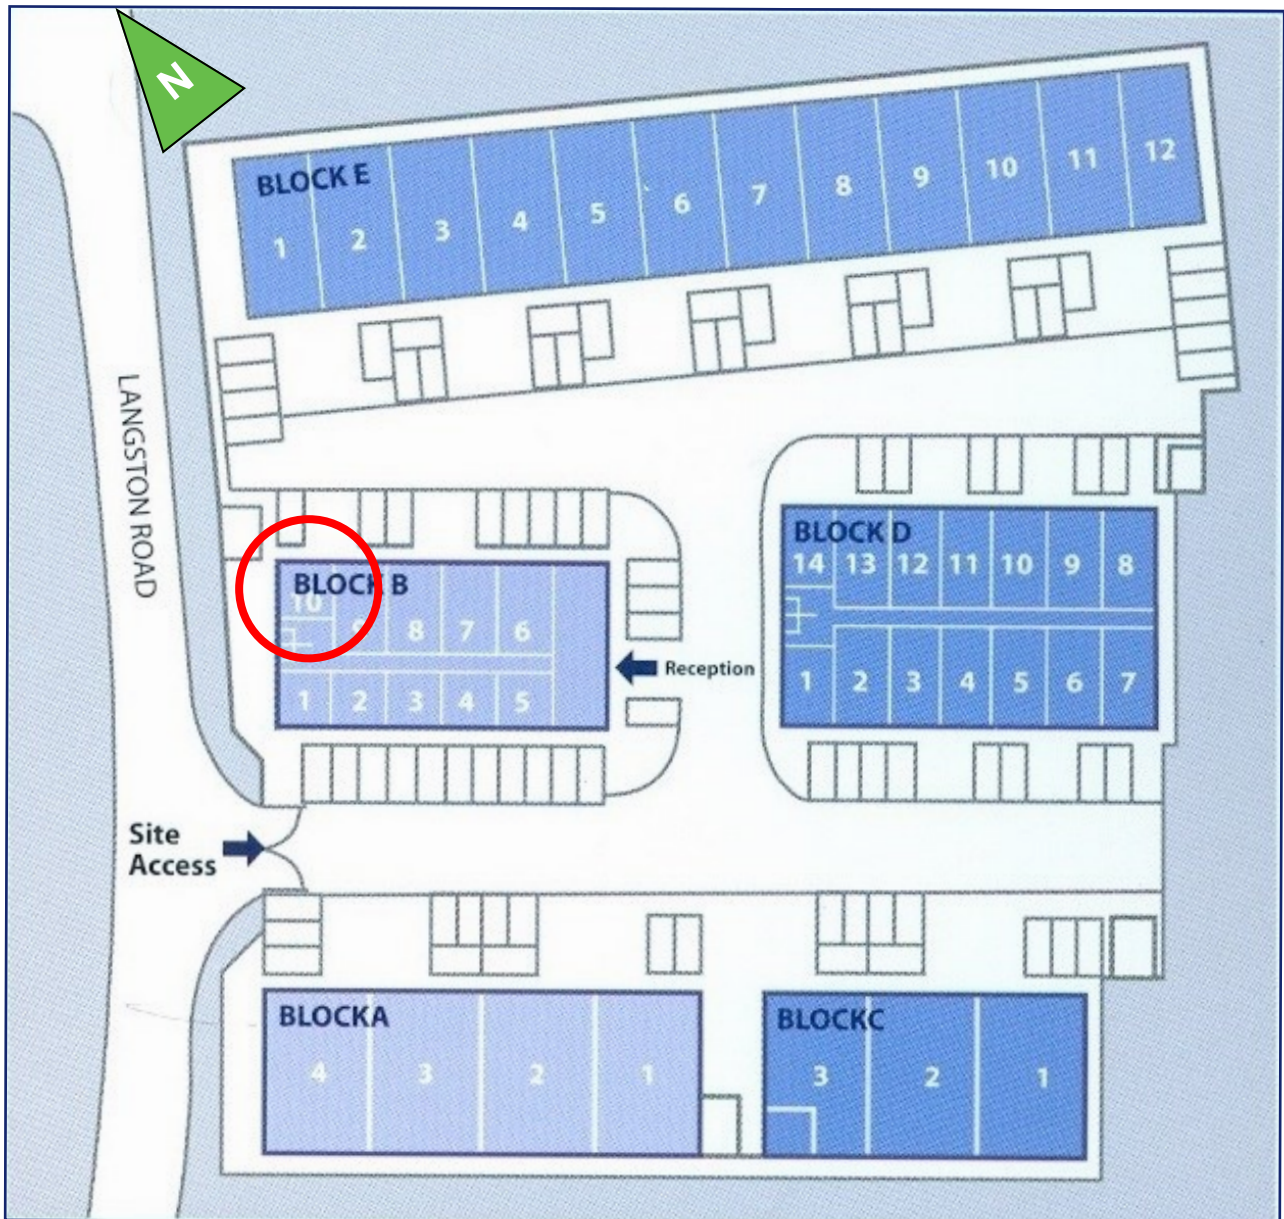 N
BLOCK E
1 2 3 4 5 6 7 8 9 10 11 12
LANGSTON ROAD
BLOCK B
10
9 8 7 6
1 2 3 4 5
Reception
BLOCK D
14 13 12 11 10 9 8
1 2 3 4 5 6 7
Site
Access
BLOCKA
4 3 2 1
BLOCKC
3 2 1